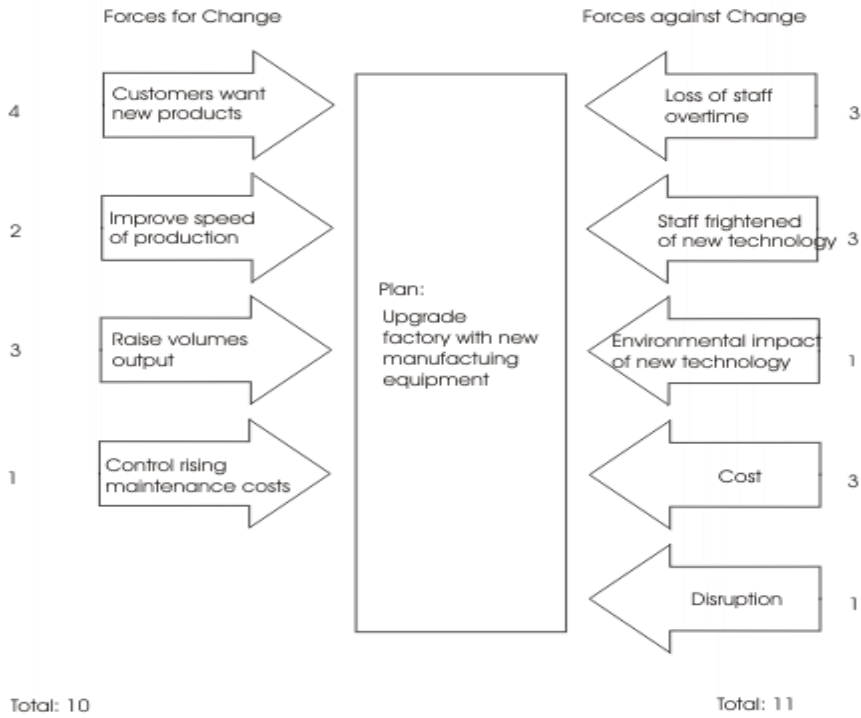 Forces for Change
Forces against Change
4
Customers want
new products
Loss of staff
overtime
3
2
Improve speed
of production
Staff frightened
of new technology
3
Plan:
Upgrade
factory with new
manufactuing
equipment
3
Raise volumes
output
Environmental impact
of new technology
1
1
Control rising
maintenance costs
Cost
3
Disruption
1
Total: 10
Total: 11